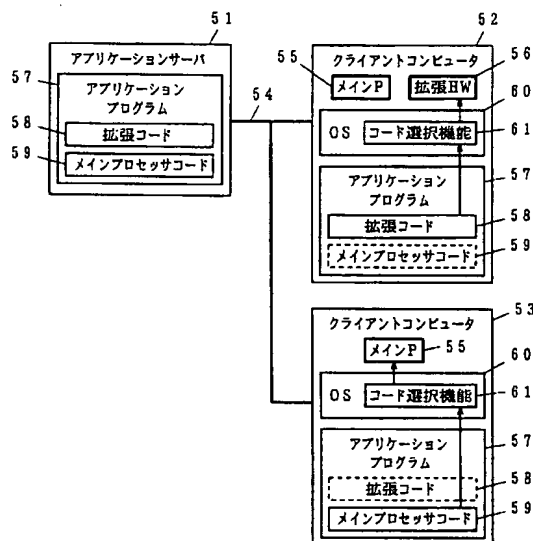 51
アプリケーションサーバ
57
アプリケーション
プログラム
58
拡張コード
59
メインプロセッサコード
54
52
クライアントコンピュータ
55
56
メインP
拡張HW
60
OS
コード選択機能
61
アプリケーション
プログラム
57
拡張コード
58
メインプロセッサコード
59
53
クライアントコンピュータ
メインP
55
60
OS
コード選択機能
61
アプリケーション
プログラム
57
拡張コード
58
メインプロセッサコード
59